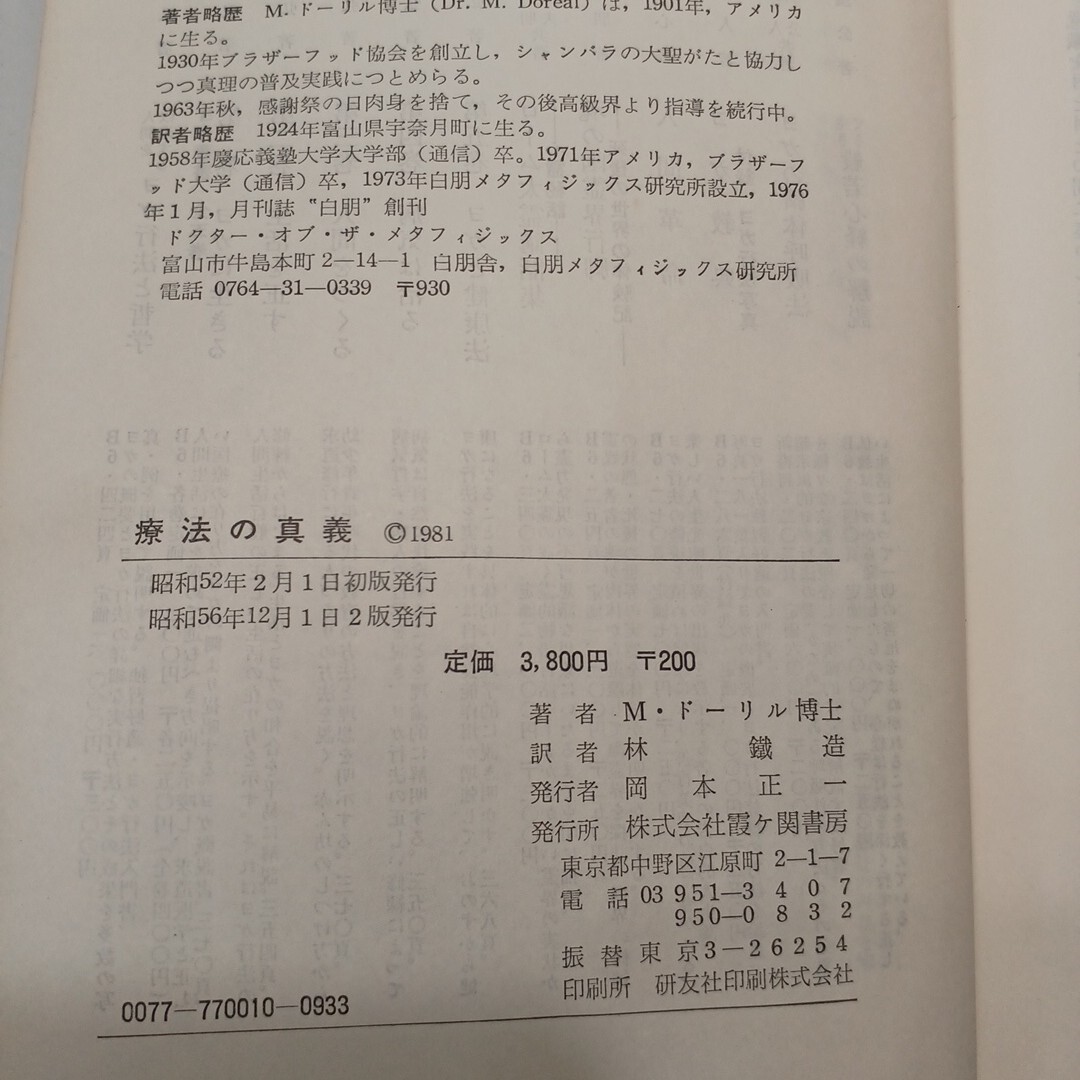 著者略歴 M.ドーリル博士（Dr. M. Doreal）は，1901年，アメリカ
に生る。
1930年ブラザーフッド協会を創立し，シャンバラの大聖がたと協力し
つつ真理の普及実践につとめらる。
1963年秋，感謝祭の日肉身を捨て，その後高級界より指導を続行中。
訳者略歴 1924年富山県宇奈月町に生る。
1958年慶応義塾大学大学部（通信）卒。1971年アメリカ，ブラザーフ
ッド大学（通信）卒，1973年白朋メタフィジックス研究所設立，1976
年1月，月刊誌〝白朋〟創刊
ドクター・オブ・ザ・メタフィジックス
富山市牛島本町2—14—1 白朋舎，白朋メタフィジックス研究所
電話 0764—31—0339 〒930
療法の真義 ©1981
昭和52年2月1日初版発行
昭和56年12月1日2版発行
定価 3,800円 〒200
著者 M・ドーリル博士
訳者 林鐵造
発行者 岡本正一
発行所 株式会社霞ケ関書房
東京都中野区江原町2—1—7
電話 03 951—3407
950—0832
振替東京3—26254
印刷所 研友社印刷株式会社
0077—770010—0933